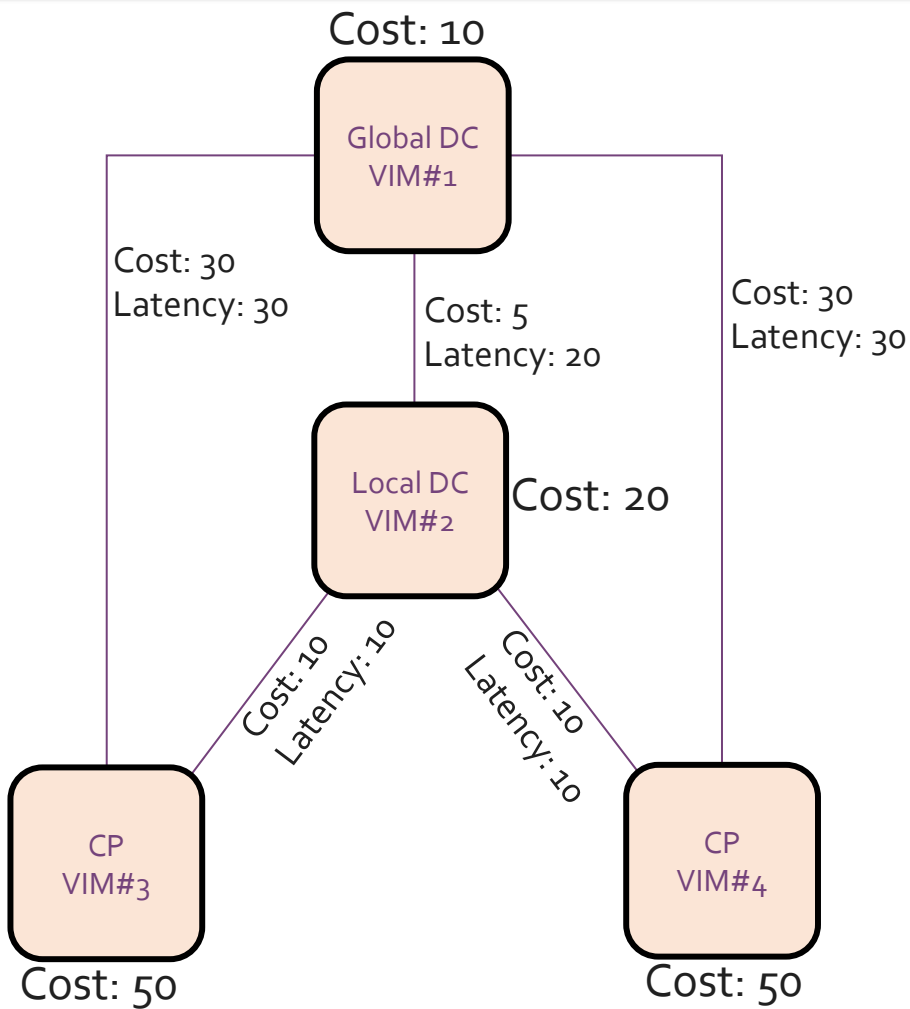 Cost: 10
Global DC
VIM#1
Cost: 30
Latency: 30
Cost: 5
Latency: 20
Cost: 30
Latency: 30
Local DC
VIM#2
Cost: 20
Cost: 10
Latency: 10
Cost: 10
Latency: 10
CP
VIM#3
Cost: 50
CP
VIM#4
Cost: 50